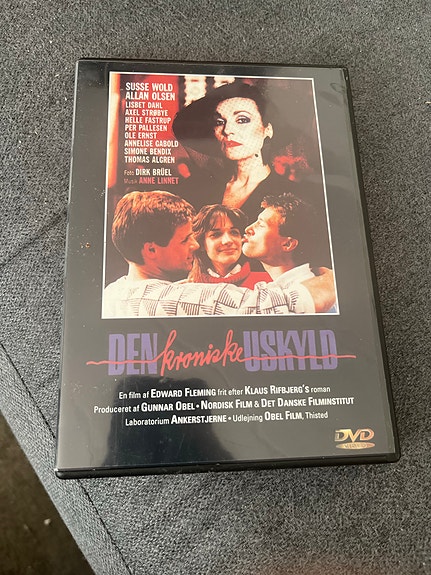 SUSSE WOLD
ALLAN OLSEN
LISBET DAHL
AXEL STRØBYE
HELLE FASTRUP
PER PALLESEN
OLE ERNST
ANNELISE GABOLD
SIMONE BENDIX
THOMAS ALGREN
Foto DIRK BRÜEL
Musik ANNE LINNET
DEN kroniske USKYLD
En film af EDWARD FLEMING frit efter KLAUS RIFBJERG'S roman
Produceret af GUNNAR OBEL • NORDISK FILM & DET DANSKE FILMINSTITUT
Laboratorium ANKERSTJERNE • Udlejning OBEL FILM, Thisted
DVD